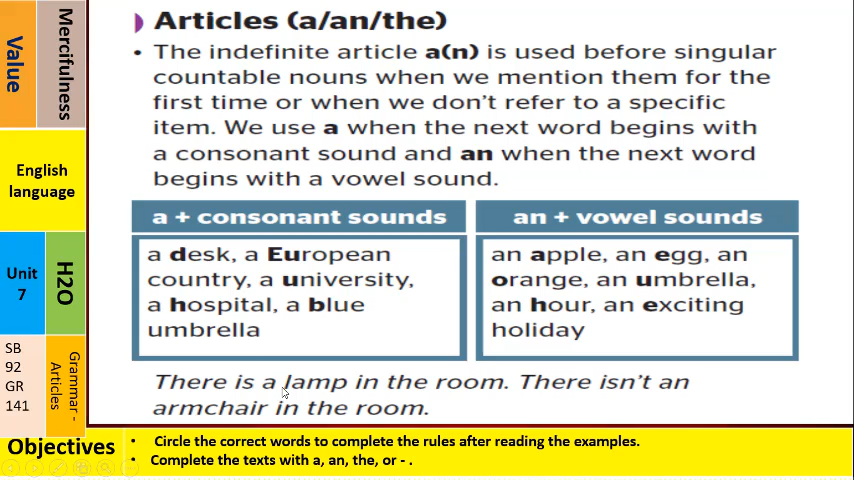 Articles (a/an/the)
• The indefinite article a(n) is used before singular
countable nouns when we mention them for the
first time or when we don't refer to a specific
item. We use a when the next word begins with
a consonant sound and an when the next word
begins with a vowel sound.
a + consonant sounds
a desk, a European
country, a university,
a hospital, a blue
umbrella
an + vowel sounds
an apple, an egg, an
orange, an umbrella,
an hour, an exciting
holiday
There is a lamp in the room. There isn't an
armchair in the room.
Value
Mercifulness
English
language
Unit
7
H2O
SB
92
GR
141
Grammar -
Articles
Objectives
• Circle the correct words to complete the rules after reading the examples.
• Complete the texts with a, an, the, or - .